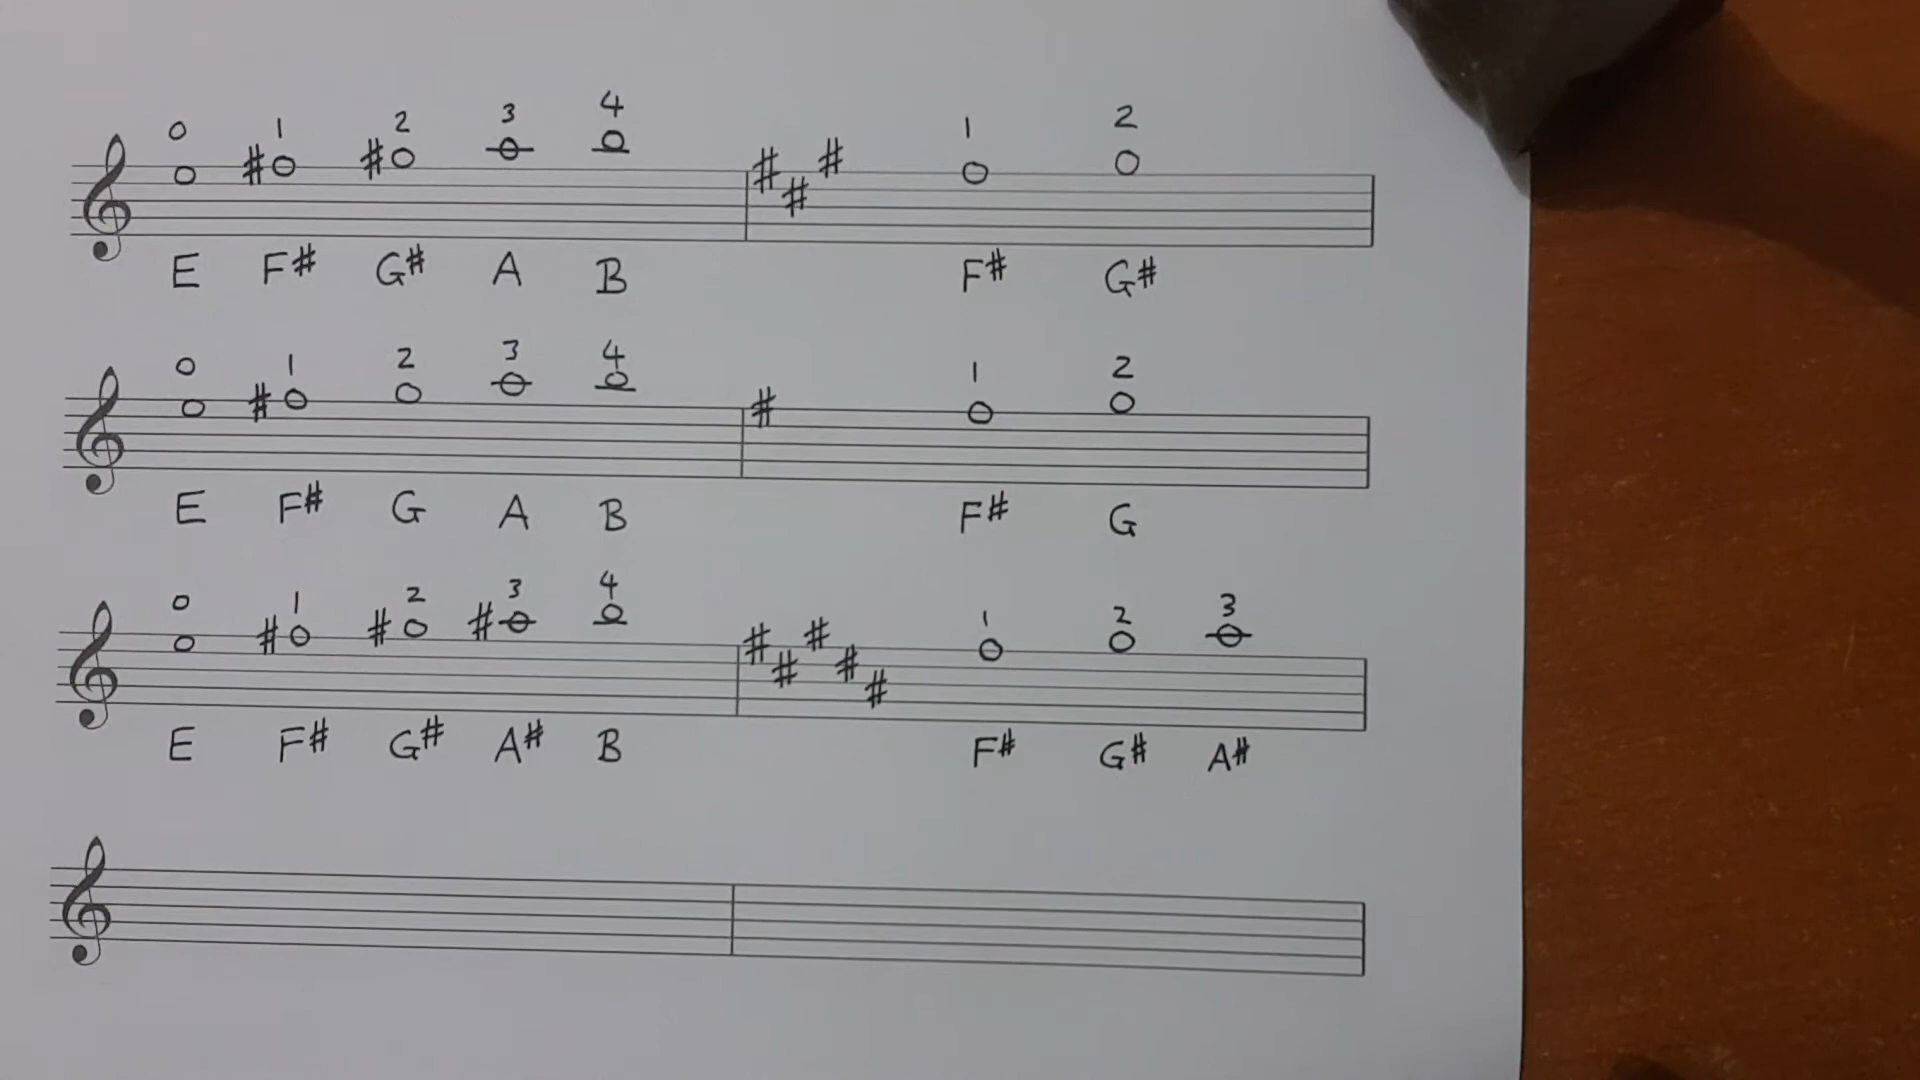 0 1 2 3 4 1 2
# # # # #
E F# G# A B F# G#
0 1 2 3 4 1 2
# #
E F# G A B F# G
0 1 2 3 4 1 2 3
# # # # # # # #
E F# G# A# B F# G# A#